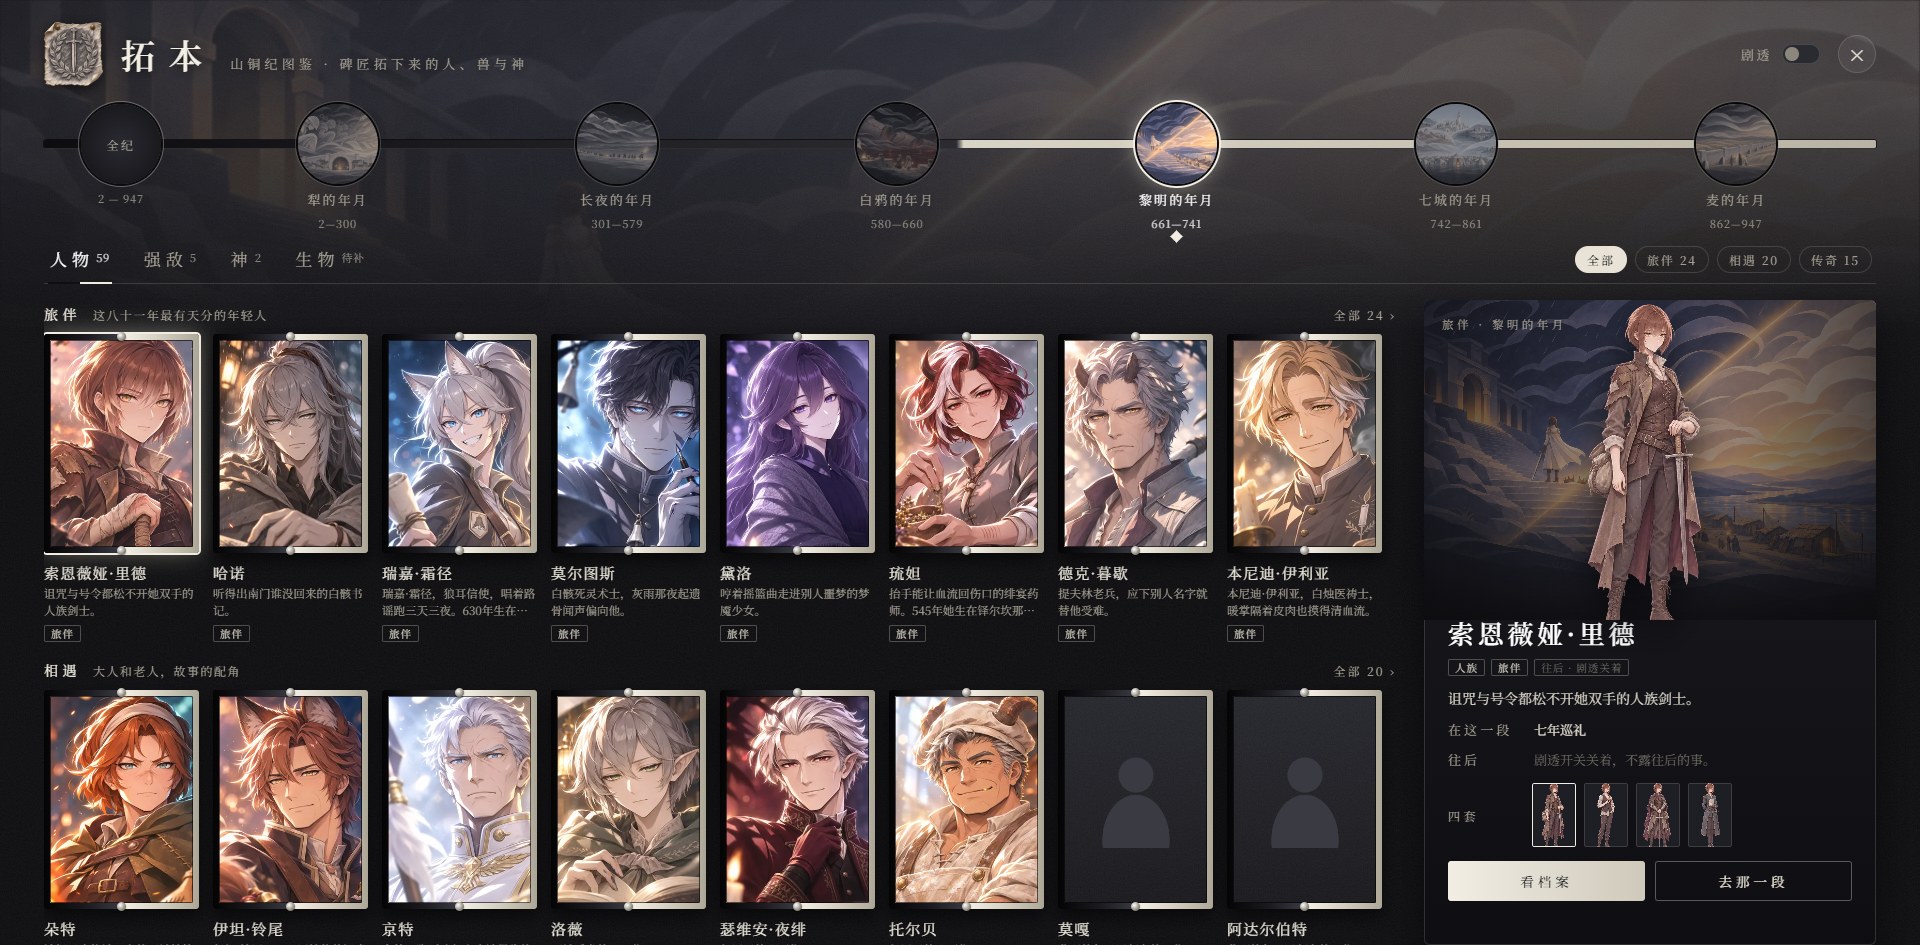 拓本
山铜纪图鉴 · 碑匠拓下来的人、兽与神
剧透
全纪
2 — 947
犁的年月
2—300
长夜的年月
301—579
白鸦的年月
580—660
黎明的年月
661—741
七城的年月
742—861
麦的年月
862—947
人物 59 强敌 5 神 2 生物 待补
全部 旅伴 24 相遇 20 传奇 15
旅伴 这八十一年最有天分的年轻人 全部 24 ›
索恩薇娅·里德
诅咒与号令都松不开她双手的
人族剑士。
旅伴
哈诺
听得出南门谁没回来的白骸书
记。
旅伴
瑞嘉·霜径
瑞嘉·霜径，狼耳信使，唱着路
谣跑三天三夜。630年生在…
旅伴
莫尔图斯
白骸死灵术士，灰雨那夜起遗
骨闻声偏向他。
旅伴
黛洛
哼着摇篮曲走进别人噩梦的梦
魇少女。
旅伴
琉妲
抬手能让血流回伤口的绯宴药
师。545年她生在铎尔坎那…
旅伴
德克·暮歇
提夫林老兵，应下别人名字就
替他受难。
旅伴
本尼迪·伊利亚
本尼迪·伊利亚，白烛医祷士，
暖掌隔着皮肉也摸得清血流。
旅伴
相遇 大人和老人，故事的配角 全部 20 ›
朵特
伊坦·铃尾
京特
洛薇
瑟维安·夜绯
托尔贝
莫嘎
阿达尔伯特
旅伴 · 黎明的年月
索恩薇娅·里德
人族 旅伴 往后 · 剧透关着
诅咒与号令都松不开她双手的人族剑士。
在这一段 七年巡礼
往后 剧透开关关着，不露往后的事。
四套
看档案 去那一段